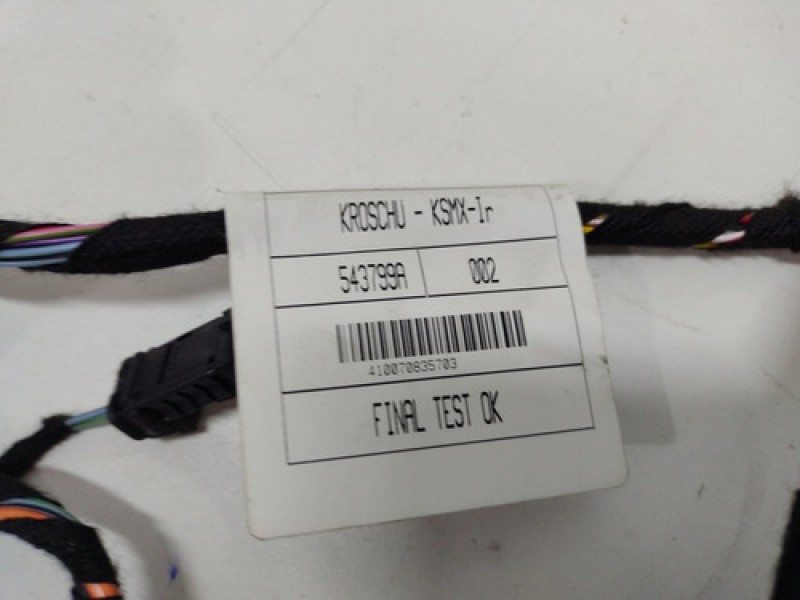 KROSCHU - KSMX-Ir
543799A 002
410070835703
FINAL TEST OK